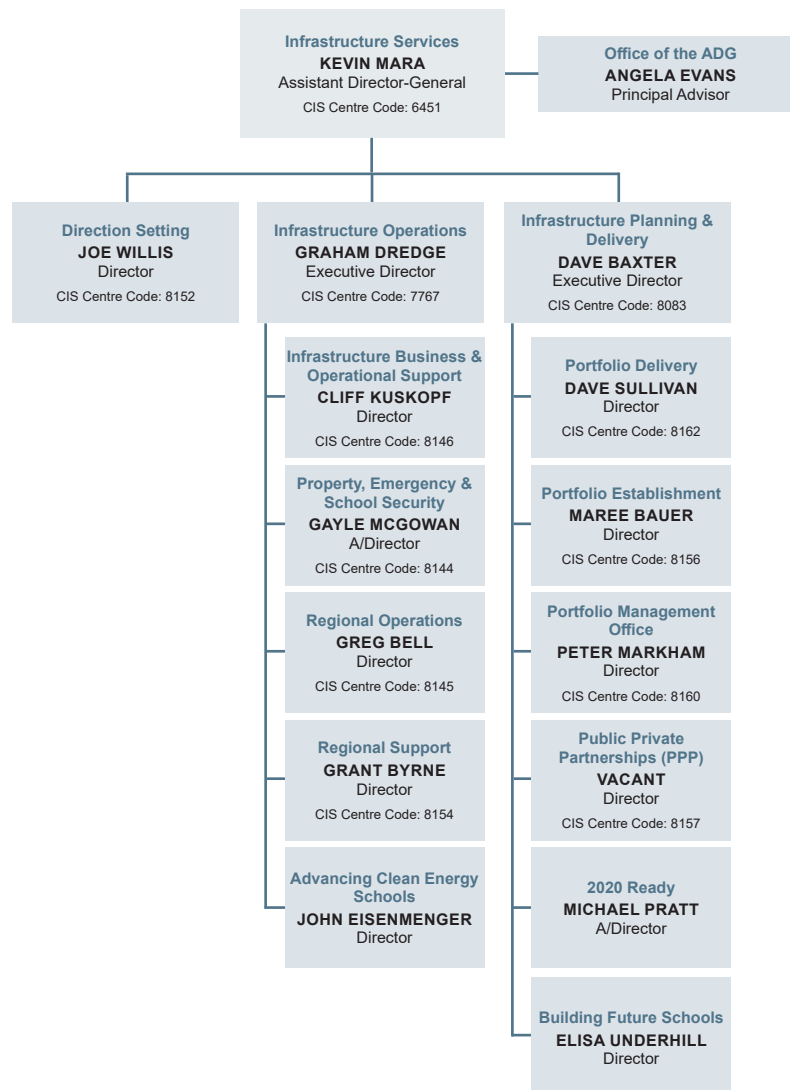 Infrastructure Services
KEVIN MARA
Assistant Director-General
CIS Centre Code: 6451
Office of the ADG
ANGELA EVANS
Principal Advisor
Direction Setting
JOE WILLIS
Director
CIS Centre Code: 8152
Infrastructure Operations
GRAHAM DREDGE
Executive Director
CIS Centre Code: 7767
Infrastructure Planning &
Delivery
DAVE BAXTER
Executive Director
CIS Centre Code: 8083
Infrastructure Business &
Operational Support
CLIFF KUSKOPF
Director
CIS Centre Code: 8146
Property, Emergency &
School Security
GAYLE MCGOWAN
A/Director
CIS Centre Code: 8144
Regional Operations
GREG BELL
Director
CIS Centre Code: 8145
Regional Support
GRANT BYRNE
Director
CIS Centre Code: 8154
Advancing Clean Energy
Schools
JOHN EISENMENGER
Director
Portfolio Delivery
DAVE SULLIVAN
Director
CIS Centre Code: 8162
Portfolio Establishment
MAREE BAUER
Director
CIS Centre Code: 8156
Portfolio Management
Office
PETER MARKHAM
Director
CIS Centre Code: 8160
Public Private
Partnerships (PPP)
VACANT
Director
CIS Centre Code: 8157
2020 Ready
MICHAEL PRATT
A/Director
Building Future Schools
ELISA UNDERHILL
Director